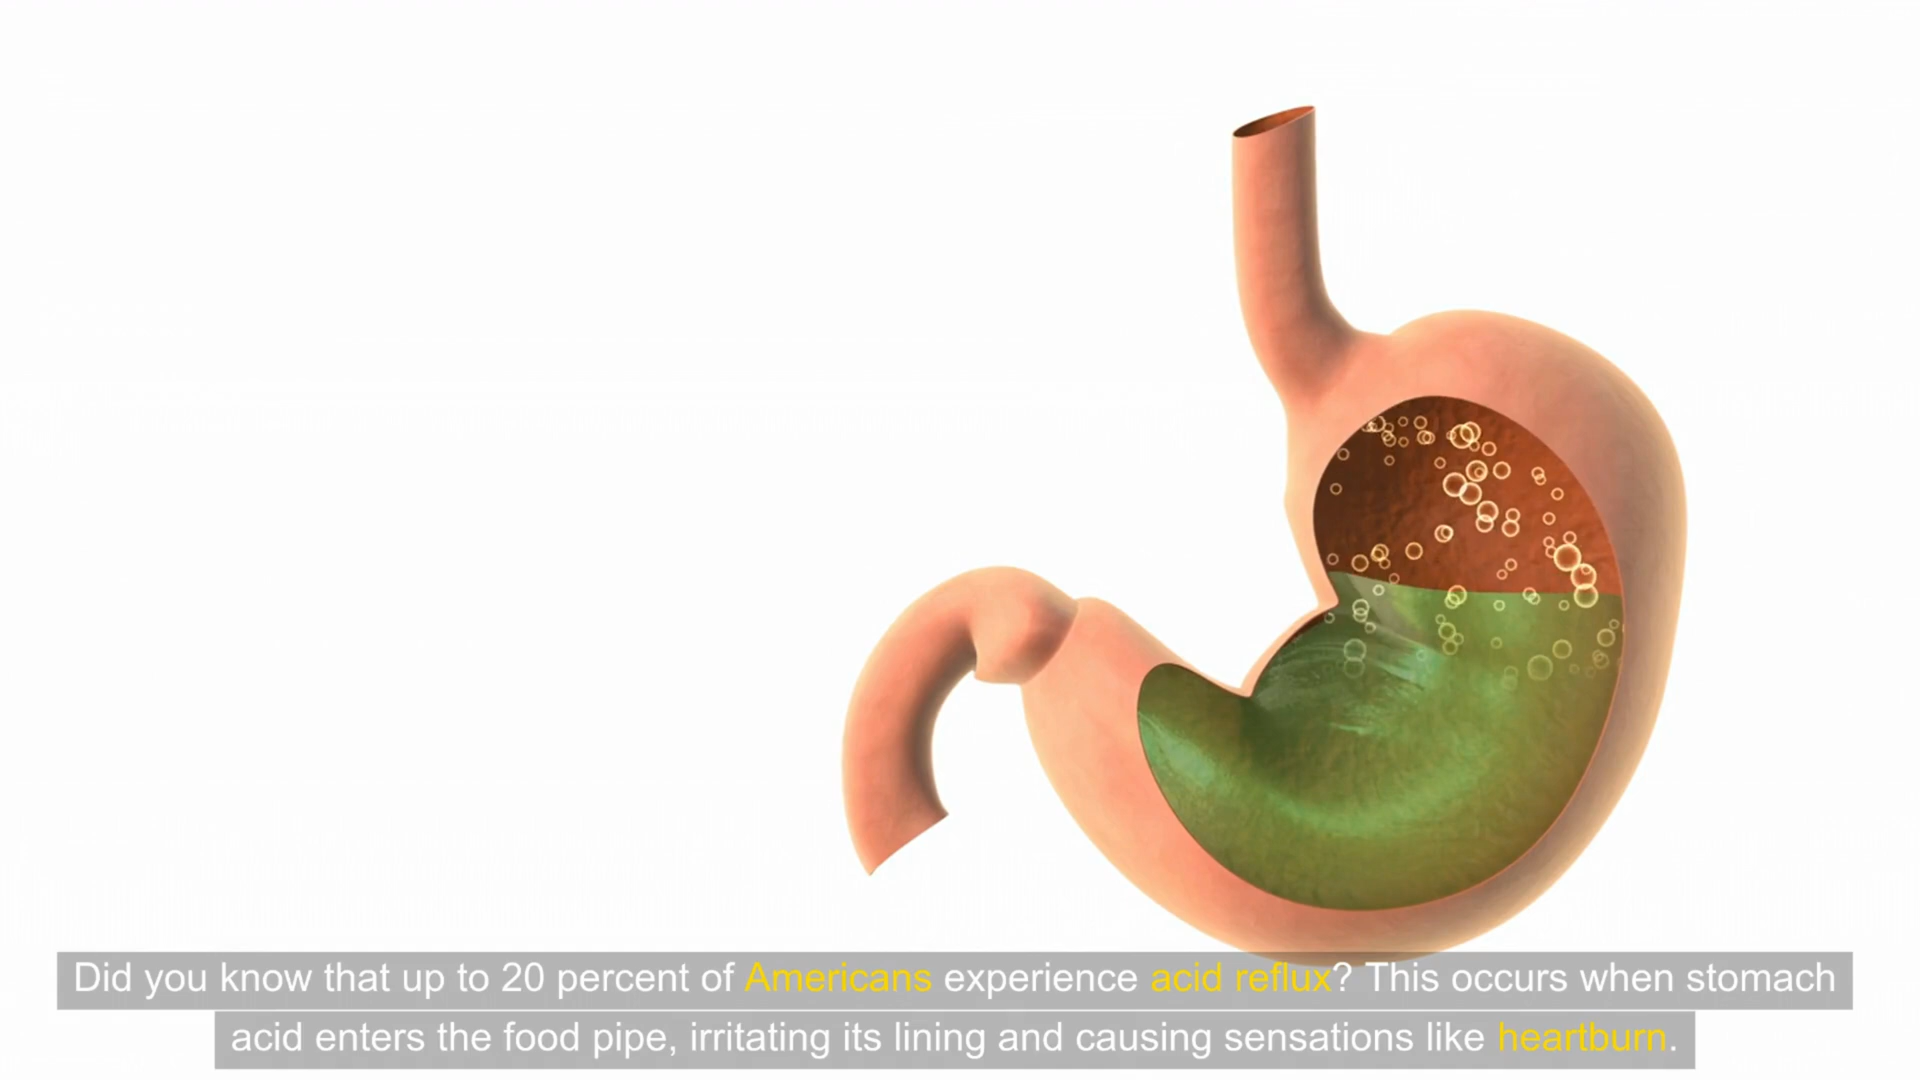 Did you know that up to 20 percent of Americans experience acid reflux? This occurs when stomach
acid enters the food pipe, irritating its lining and causing sensations like heartburn.